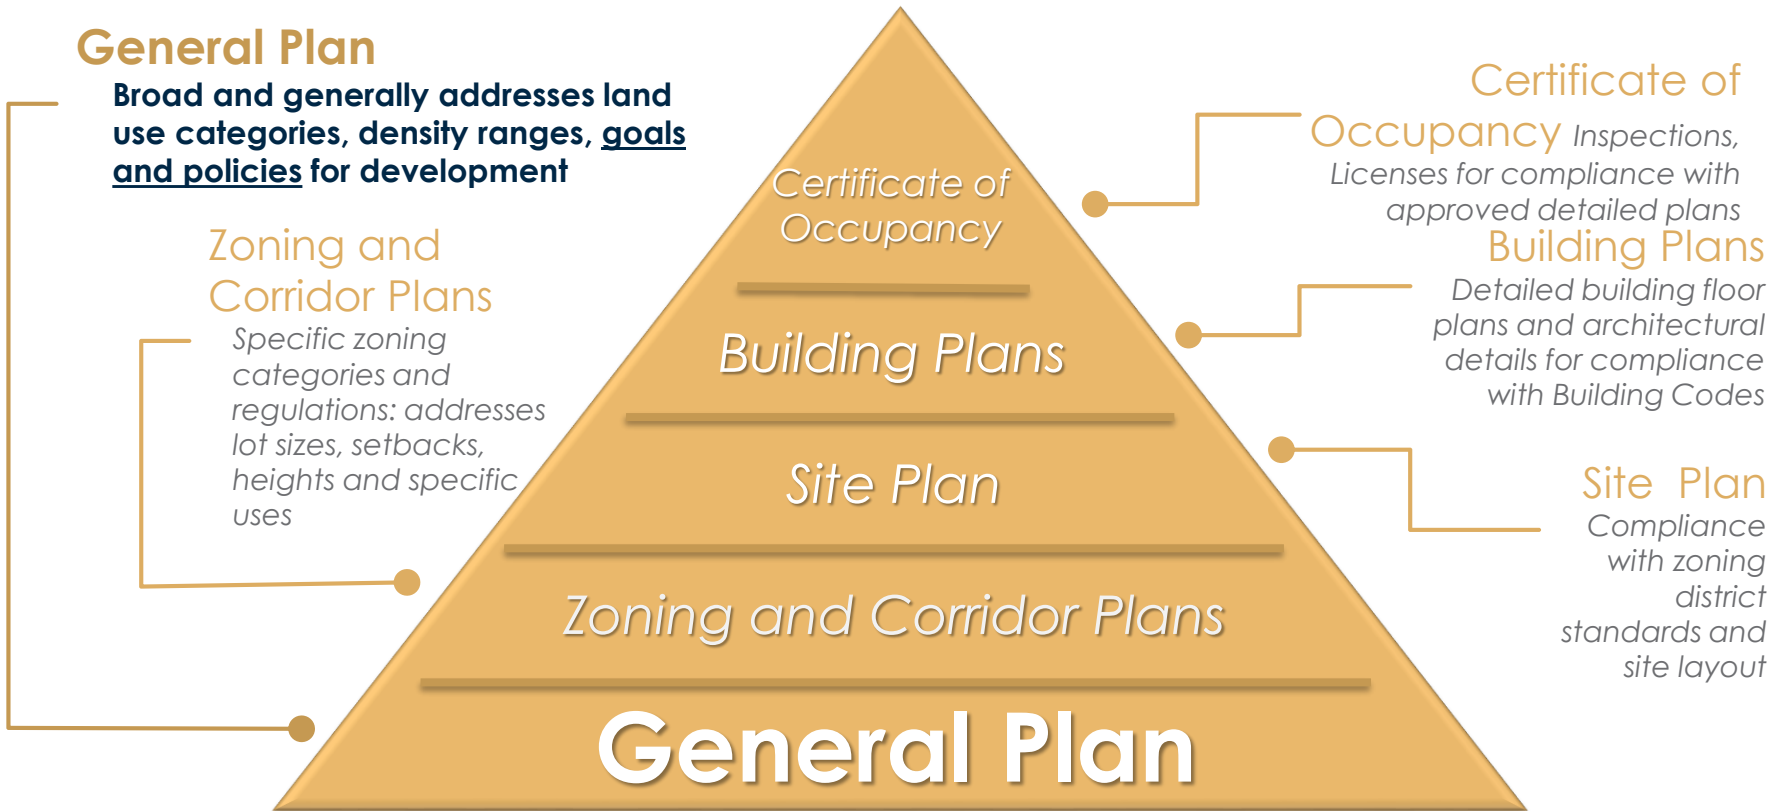 General Plan
Broad and generally addresses land
use categories, density ranges, goals
and policies for development
Zoning and
Corridor Plans
Specific zoning
categories and
regulations: addresses
lot sizes, setbacks,
heights and specific
uses
Certificate of
Occupancy
Building Plans
Site Plan
Zoning and Corridor Plans
General Plan
Certificate of
Occupancy Inspections,
Licenses for compliance with
approved detailed plans
Building Plans
Detailed building floor
plans and architectural
details for compliance
with Building Codes
Site Plan
Compliance
with zoning
district
standards and
site layout